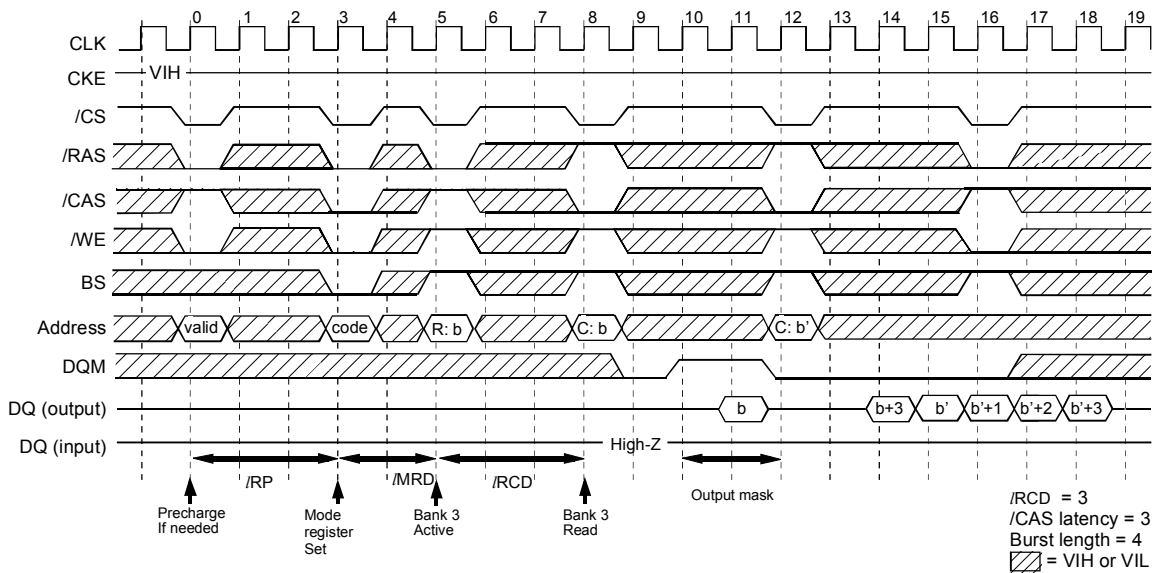 0 1 2 3 4 5 6 7 8 9 10 11 12 13 14 15 16 17 18 19
CLK
CKE VIH
/CS
/RAS
/CAS
/WE
BS
Address valid code R: b C: b C: b'
DQM
DQ (output) b b+3 b' b'+1 b'+2 b'+3
DQ (input) High-Z
/RP /MRD /RCD Output mask
Precharge
If needed
Mode
register
Set
Bank 3
Active
Bank 3
Read
/RCD = 3
/CAS latency = 3
Burst length = 4
= VIH or VIL